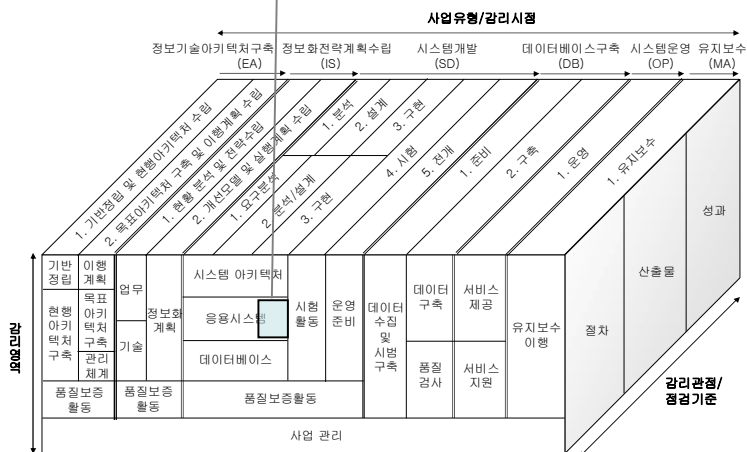 사업유형/감리시점
정보기술아키텍처구축
(EA)
정보화전략계획수립
(IS)
시스템개발
(SD)
데이터베이스구축
(DB)
시스템운영
(OP)
유지보수
(MA)
1. 기반정립 및 현행아키텍처 수립
2. 목표아키텍처 구축 및 이행계획 수립
1. 현황 분석 및 전략수립
2. 개선모델 및 실행계획 수립
1. 분석
2. 설계
3. 구현
1. 요구분석
2. 분석/설계
3. 구현
4. 시험
5. 전개
1. 준비
2. 구축
1. 운영
1. 유지보수
감리영역
기반
정립
이행
계획
현행
아키
텍처
구축
목표
아키
텍처
구축
관리
체계
업무
기술
정보화
계획
시스템 아키텍처
응용시스템
데이터베이스
시험
활동
운영
준비
데이터
수집
및
시범
구축
데이터
구축
품질
검사
서비스
제공
서비스
지원
유지보수
이행
품질보증
활동
품질보증
활동
품질보증활동
사업 관리
절차
산출물
성과
감리관점/
점검기준